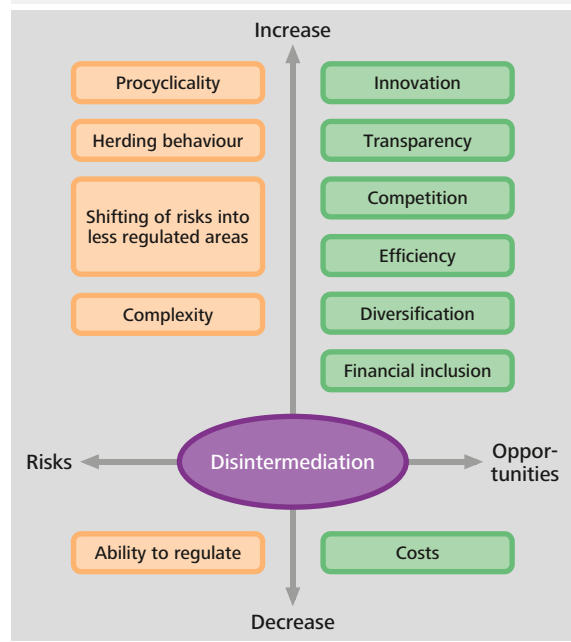 Increase
Procyclicality
Innovation
Herding behaviour
Transparency
Shifting of risks into
less regulated areas
Competition
Efficiency
Complexity
Diversification
Financial inclusion
Risks
Disintermediation
Oppor-
tunities
Ability to regulate
Costs
Decrease